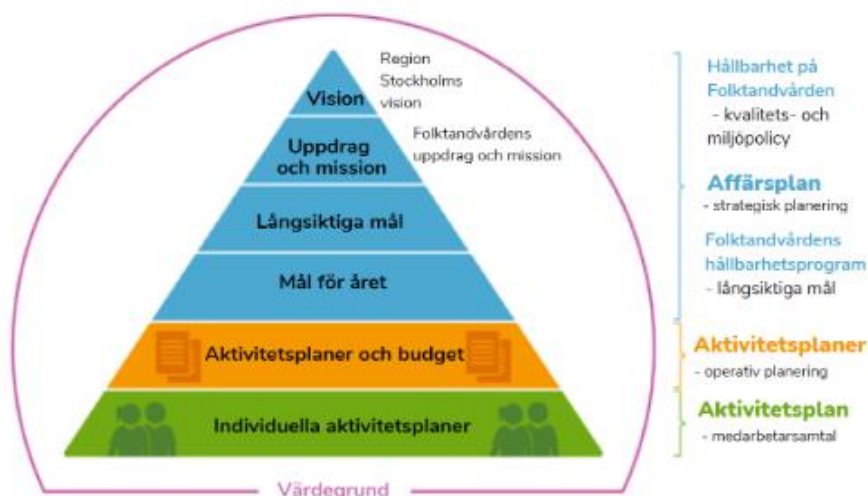 Region
Stockholms
vision
Vision
Folktandvårdens
uppdrag och mission
Uppdrag
och mission
Långsiktiga mål
Mål för året
Aktivitetsplaner och budget
Individuella aktivitetsplaner
Värdegrund
Hållbarhet på
Folktandvården
- kvalitets- och
miljöpolicy
Affärsplan
- strategisk planering
Folktandvårdens
hållbarhetsprogram
- långsiktiga mål
Aktivitetsplaner
- operativ planering
Aktivitetsplan
- medarbetarsamtal